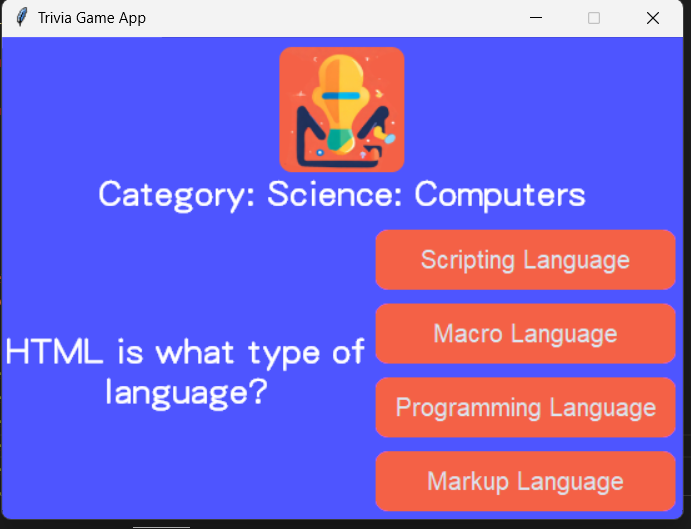 Trivia Game App
Category: Science: Computers
HTML is what type of
language?
Scripting Language
Macro Language
Programming Language
Markup Language